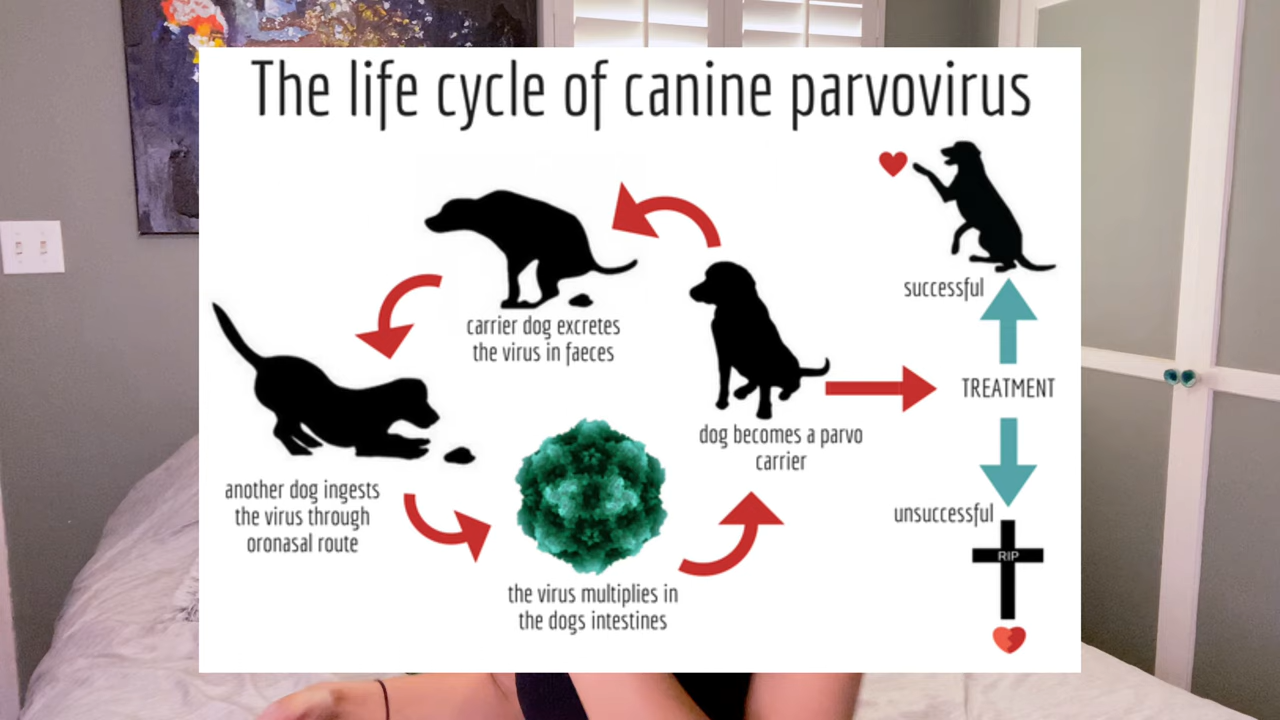 The life cycle of canine parvovirus
carrier dog excretes
the virus in faeces
another dog ingests
the virus through
oronasal route
the virus multiplies in
the dogs intestines
dog becomes a parvo
carrier
TREATMENT
successful
unsuccessful
RIP